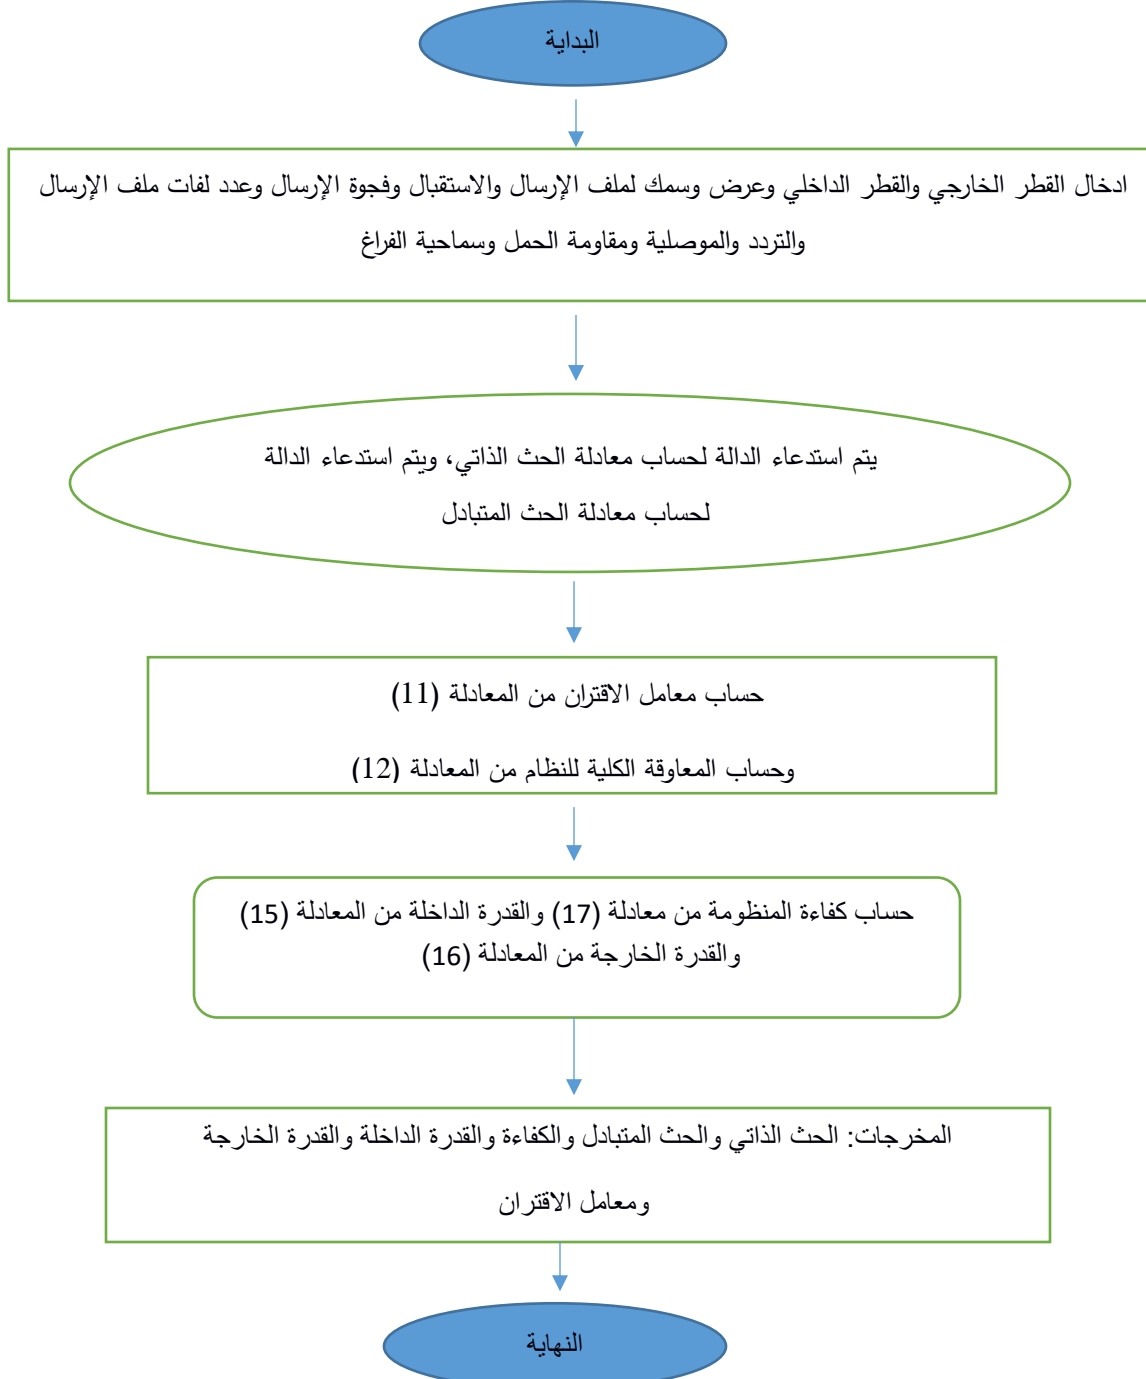 البداية
ادخال القطر الخارجي والقطر الداخلي وعرض وسمك لملف الإرسال والاستقبال وفجوة الإرسال وعدد لفات ملف الإرسال
والتردد والموصلية ومقاومة الحمل وسماحية الفراغ
يتم استدعاء الدالة لحساب معادلة الحث الذاتي، ويتم استدعاء الدالة
لحساب معادلة الحث المتبادل
حساب معامل الاقتران من المعادلة (11)
وحساب المعاوقة الكلية للنظام من المعادلة (12)
حساب كفاءة المنظومة من معادلة (17) والقدرة الداخلة من المعادلة (15)
والقدرة الخارجة من المعادلة (16)
المخرجات: الحث الذاتي والحث المتبادل والكفاءة والقدرة الداخلة والقدرة الخارجة
ومعامل الاقتران
النهاية